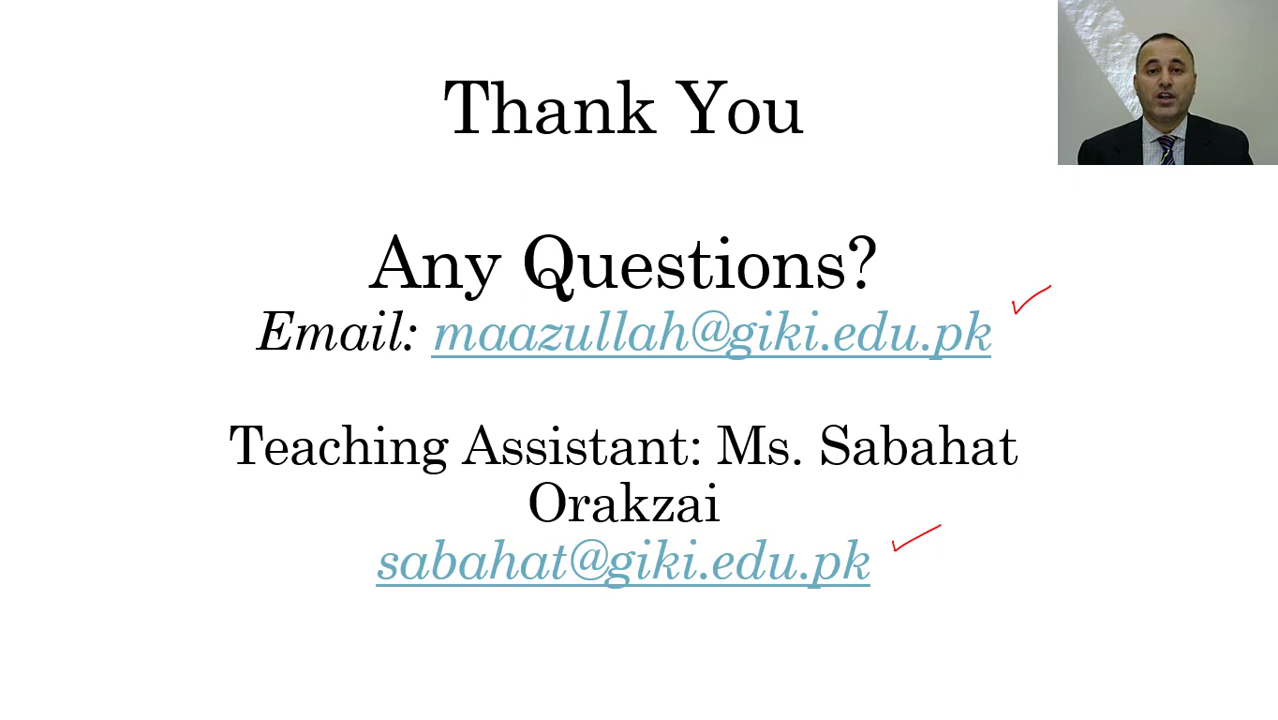 Thank You
Any Questions?
Email: maazullah@giki.edu.pk
Teaching Assistant: Ms. Sabahat
Orakzai
sabahat@giki.edu.pk